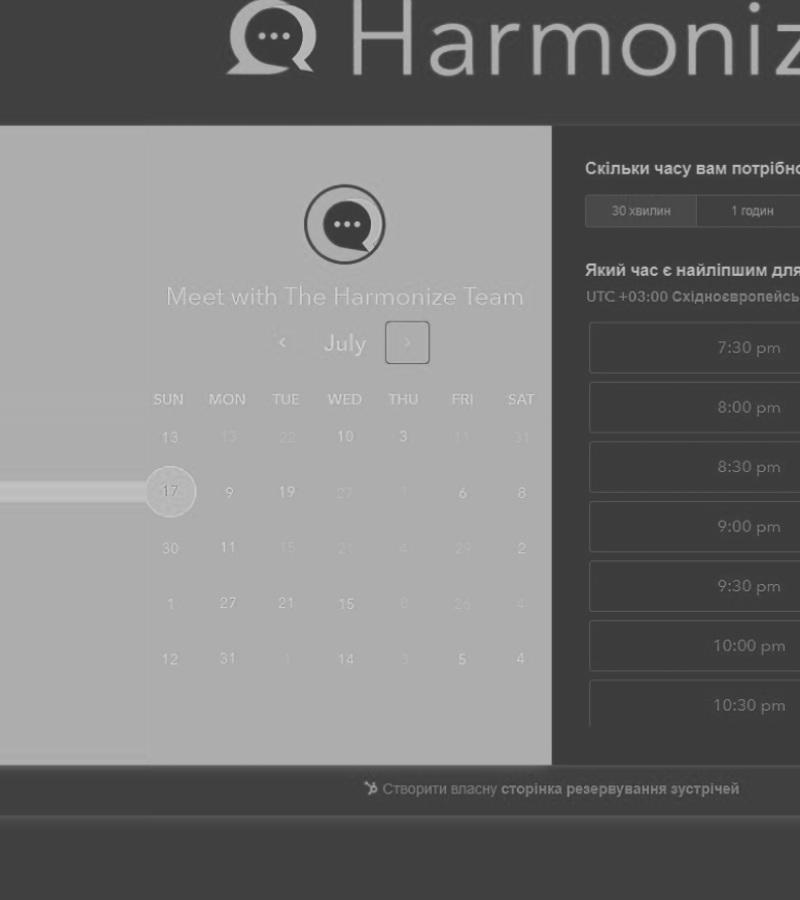 Harmoniz
Meet with The Harmonize Team
July
SUN MON TUE WED THU FRI SAT
13 13 22 10 3 11 31
17 9 19 27 1 6 8
30 11 15 21 4 29 2
1 27 21 15 8 26 4
12 31 1 14 3 5 4
Скільки часу вам потрібно
30 хвилин 1 годин
Який час є найліпшим для
UTC +03:00 Східноєвропейсь
7:30 pm
8:00 pm
8:30 pm
9:00 pm
9:30 pm
10:00 pm
10:30 pm
Створити власну сторінка резервування зустрічей